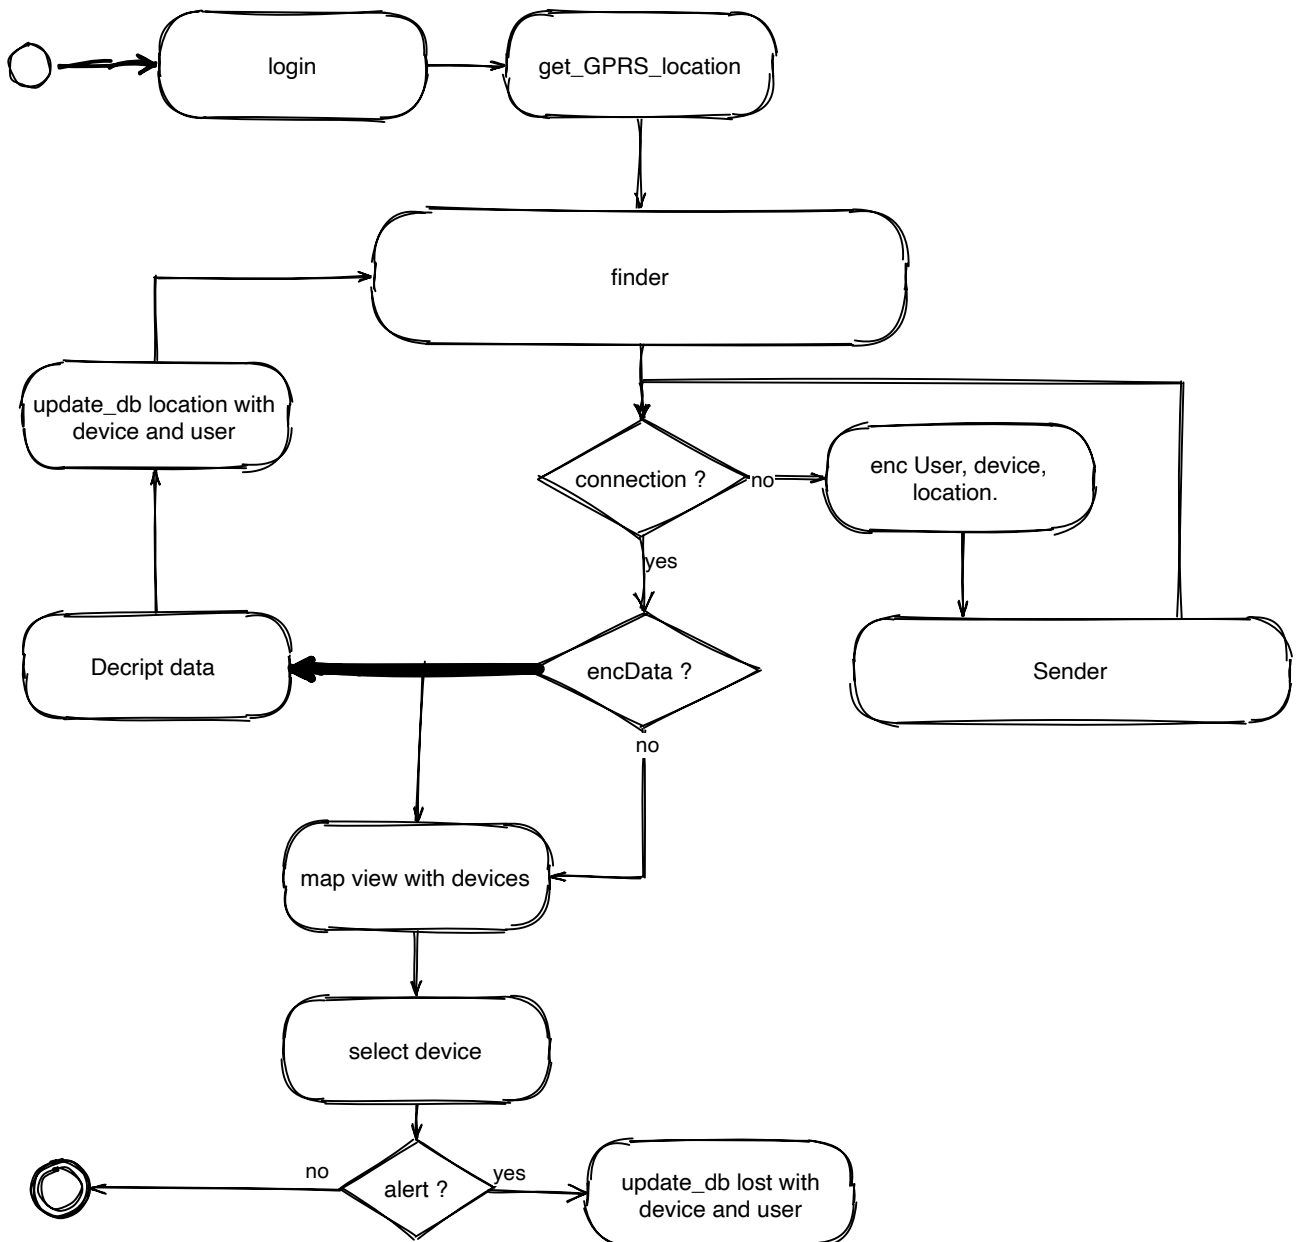 login
get_GPRS_location
finder
update_db location with
device and user
connection ?
no
enc User, device,
location.
yes
Decript data
encData ?
Sender
no
map view with devices
select device
no
alert ?
yes
update_db lost with
device and user